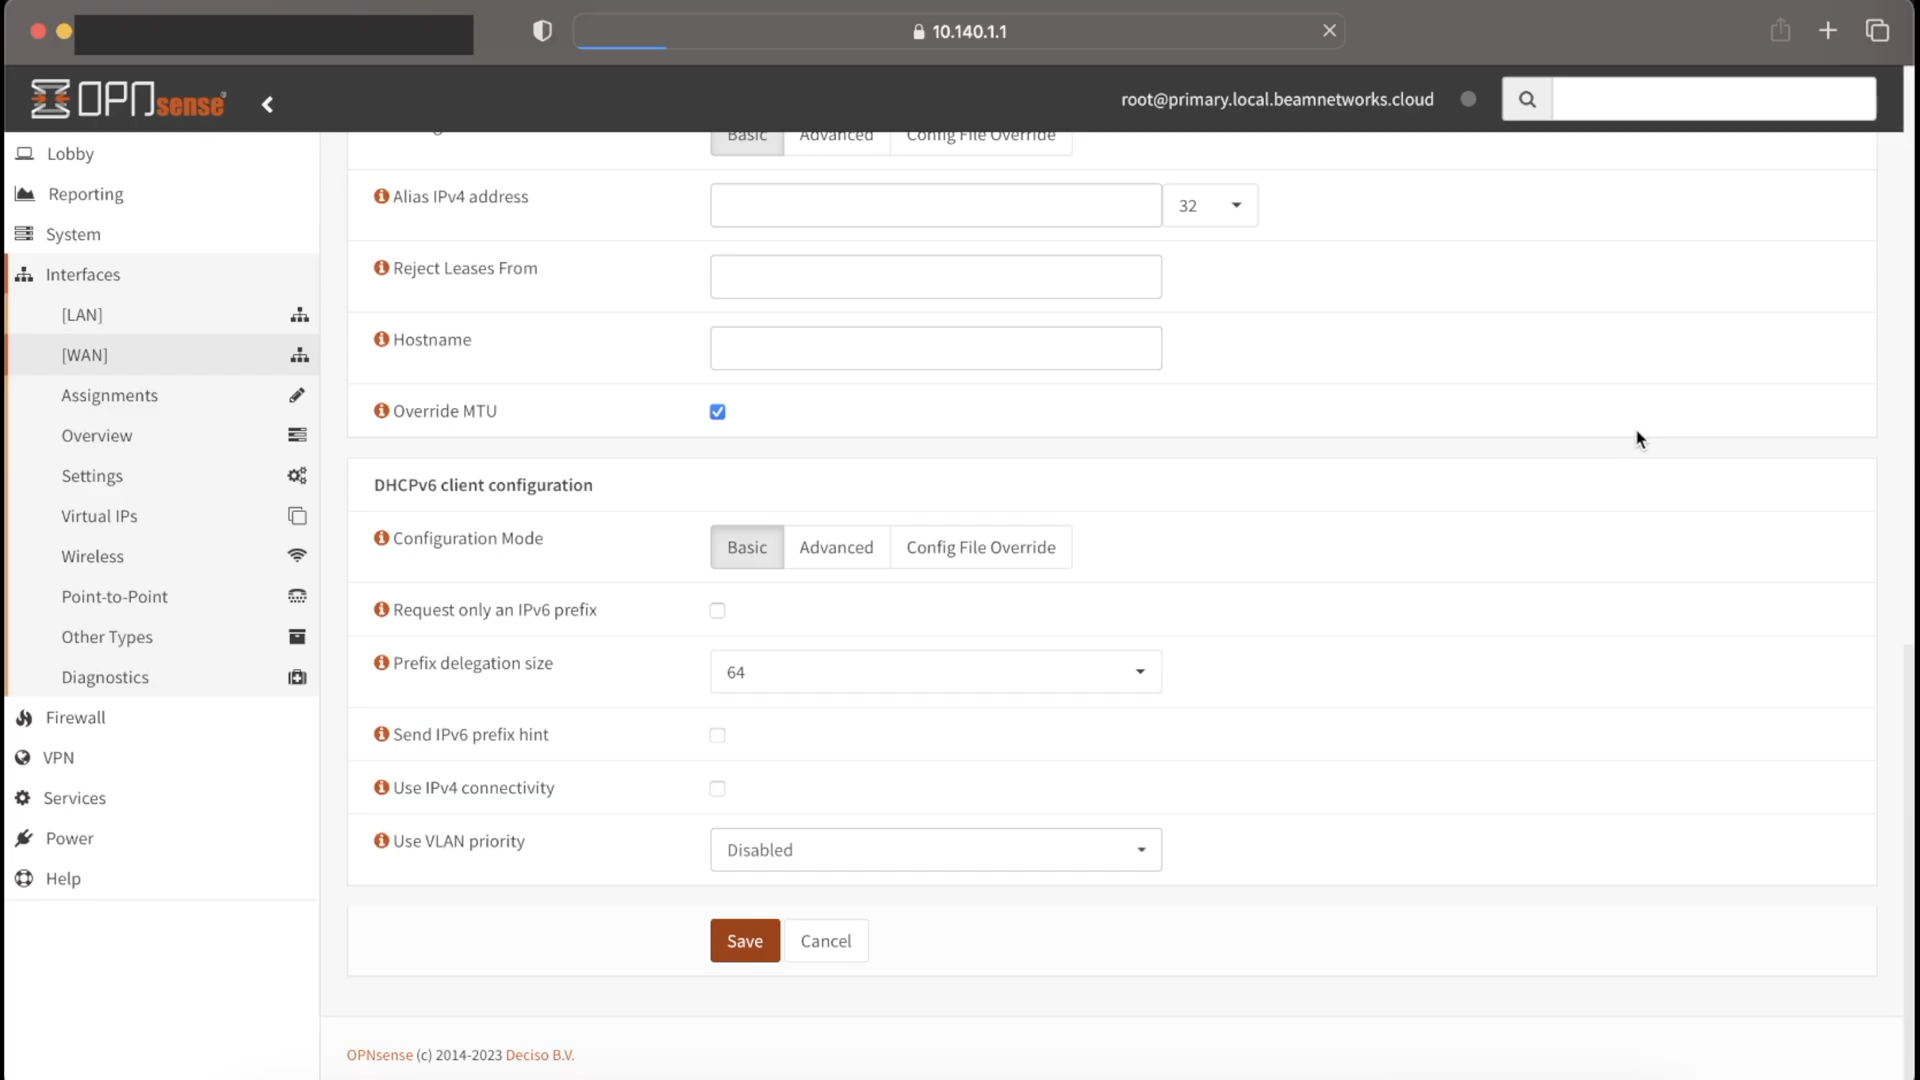 10.140.1.1
OPNsense
root@primary.local.beamnetworks.cloud
Lobby
Reporting
System
Interfaces
[LAN]
[WAN]
Assignments
Overview
Settings
Virtual IPs
Wireless
Point-to-Point
Other Types
Diagnostics
Firewall
VPN
Services
Power
Help
Basic Advanced Config File Override
Alias IPv4 address 32
Reject Leases From
Hostname
Override MTU
DHCPv6 client configuration
Configuration Mode Basic Advanced Config File Override
Request only an IPv6 prefix
Prefix delegation size 64
Send IPv6 prefix hint
Use IPv4 connectivity
Use VLAN priority Disabled
Save Cancel
OPNsense (c) 2014-2023 Deciso B.V.